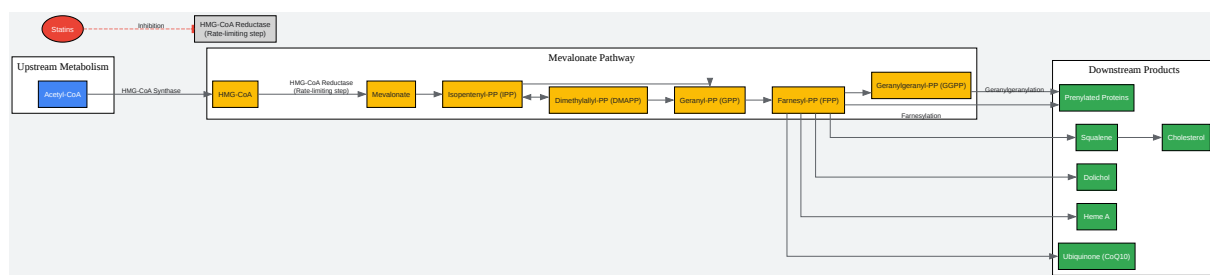 Statins
Inhibition
HMG-CoA Reductase
(Rate-limiting step)
Upstream Metabolism
Acetyl-CoA
HMG-CoA Synthase
Mevalonate Pathway
HMG-CoA
HMG-CoA Reductase
(Rate-limiting step)
Mevalonate
Isopentenyl-PP (IPP)
Dimethylallyl-PP (DMAPP)
Geranyl-PP (GPP)
Farnesyl-PP (FPP)
Geranylgeranyl-PP (GGPP)
Geranylgeranylation
Farnesylation
Downstream Products
Prenylated Proteins
Squalene
Cholesterol
Dolichol
Heme A
Ubiquinone (CoQ10)